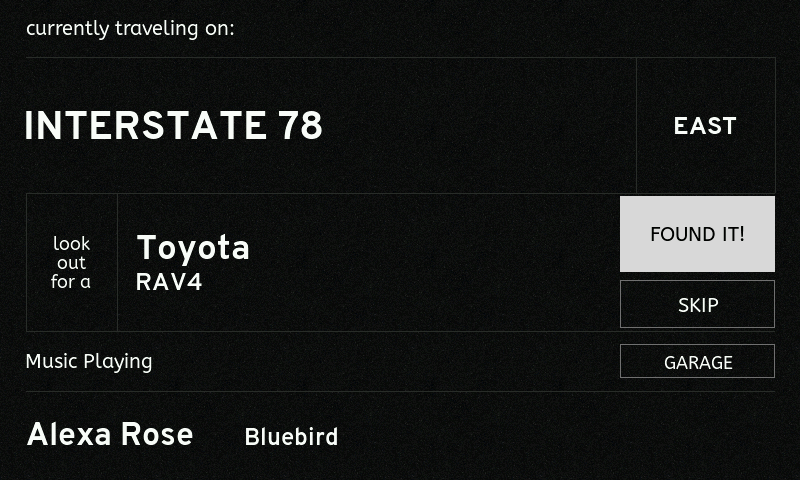 currently traveling on:
INTERSTATE 78
EAST
look
out
for a
Toyota
RAV4
FOUND IT!
SKIP
Music Playing
GARAGE
Alexa Rose
Bluebird